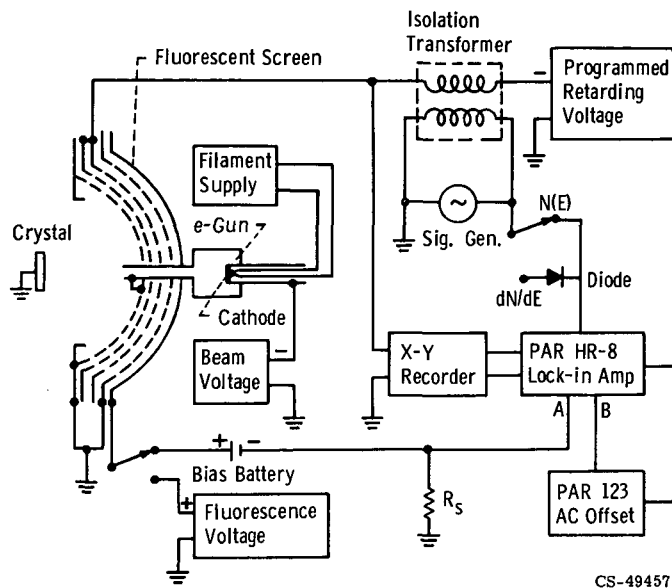 Isolation
Transformer
Fluorescent Screen
Programmed
Retarding
Voltage
−
Filament
Supply
e-Gun
N(E)
~
Sig. Gen.
Crystal
Diode
dN/dE
Cathode
Beam
Voltage
−
X-Y
Recorder
PAR HR-8
Lock-in Amp
A
B
+
−
Bias Battery
+
Fluorescence
Voltage
Rs
PAR 123
AC Offset
CS-49457